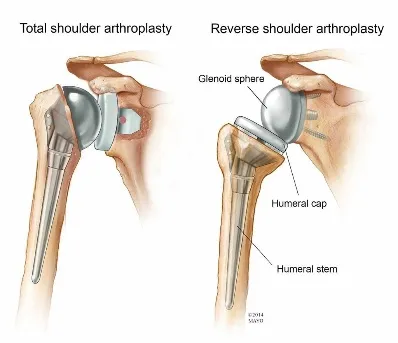 Total shoulder arthroplasty
Reverse shoulder arthroplasty
Glenoid sphere
Humeral cap
Humeral stem
©2014
MAYO